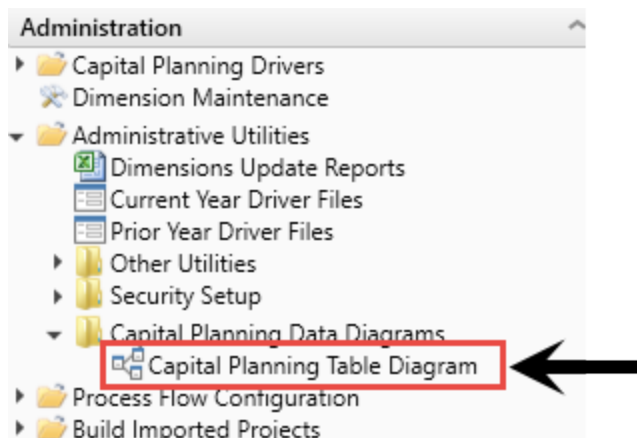 Administration
Capital Planning Drivers
Dimension Maintenance
Administrative Utilities
Dimensions Update Reports
Current Year Driver Files
Prior Year Driver Files
Other Utilities
Security Setup
Capital Planning Data Diagrams
Capital Planning Table Diagram
Process Flow Configuration
Build Imported Projects